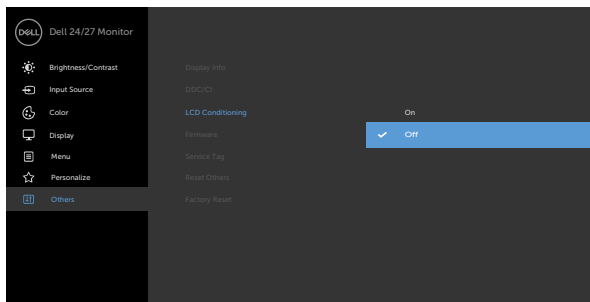 DELL Dell 24/27 Monitor
Brightness/Contrast
Input Source
Color
Display
Menu
Personalize
Others
Display Info
DDC/CI
LCD Conditioning
Firmware
Service Tag
Reset Others
Factory Reset
On
Off